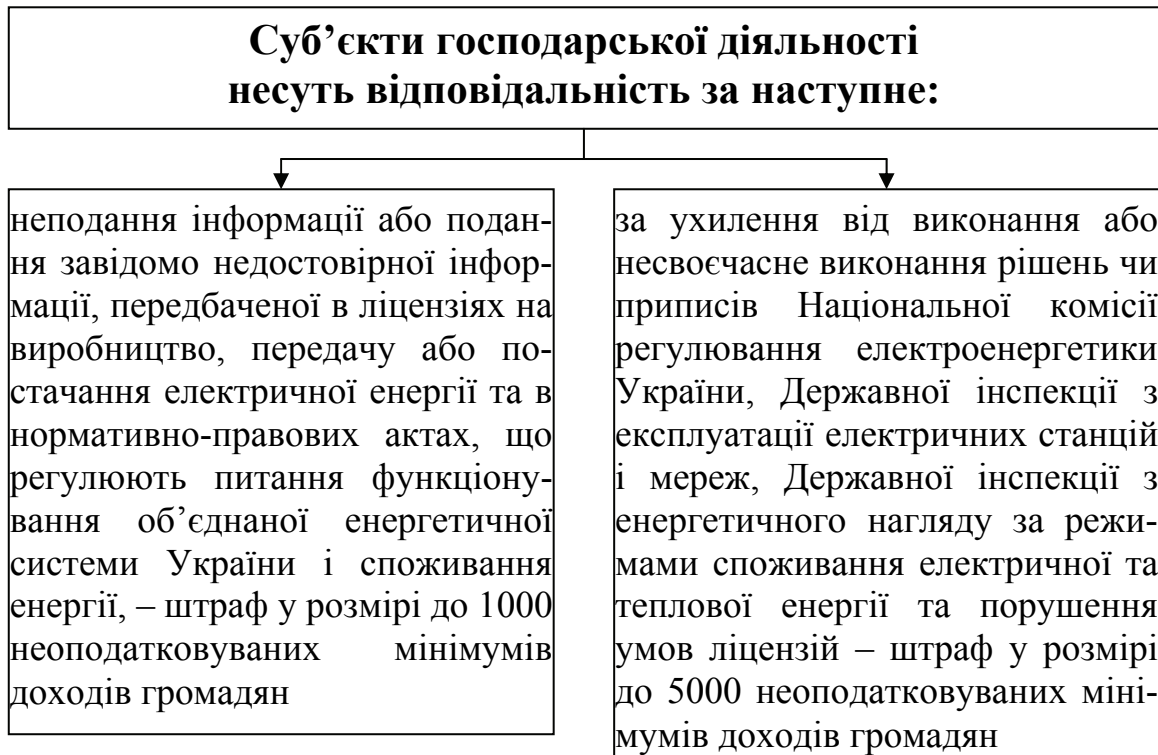 Суб’єкти господарської діяльності
несуть відповідальність за наступне:
неподання інформації або подан-
ня завідомо недостовірної інфор-
мації, передбаченої в ліцензіях на
виробництво, передачу або по-
стачання електричної енергії та в
нормативно-правових актах, що
регулюють питання функціону-
вання об’єднаної енергетичної
системи України і споживання
енергії, – штраф у розмірі до 1000
неоподатковуваних мінімумів
доходів громадян
за ухилення від виконання або
несвоєчасне виконання рішень чи
приписів Національної комісії
регулювання електроенергетики
України, Державної інспекції з
експлуатації електричних станцій
і мереж, Державної інспекції з
енергетичного нагляду за режи-
мами споживання електричної та
теплової енергії та порушення
умов ліцензій – штраф у розмірі
до 5000 неоподатковуваних міні-
мумів доходів громадян